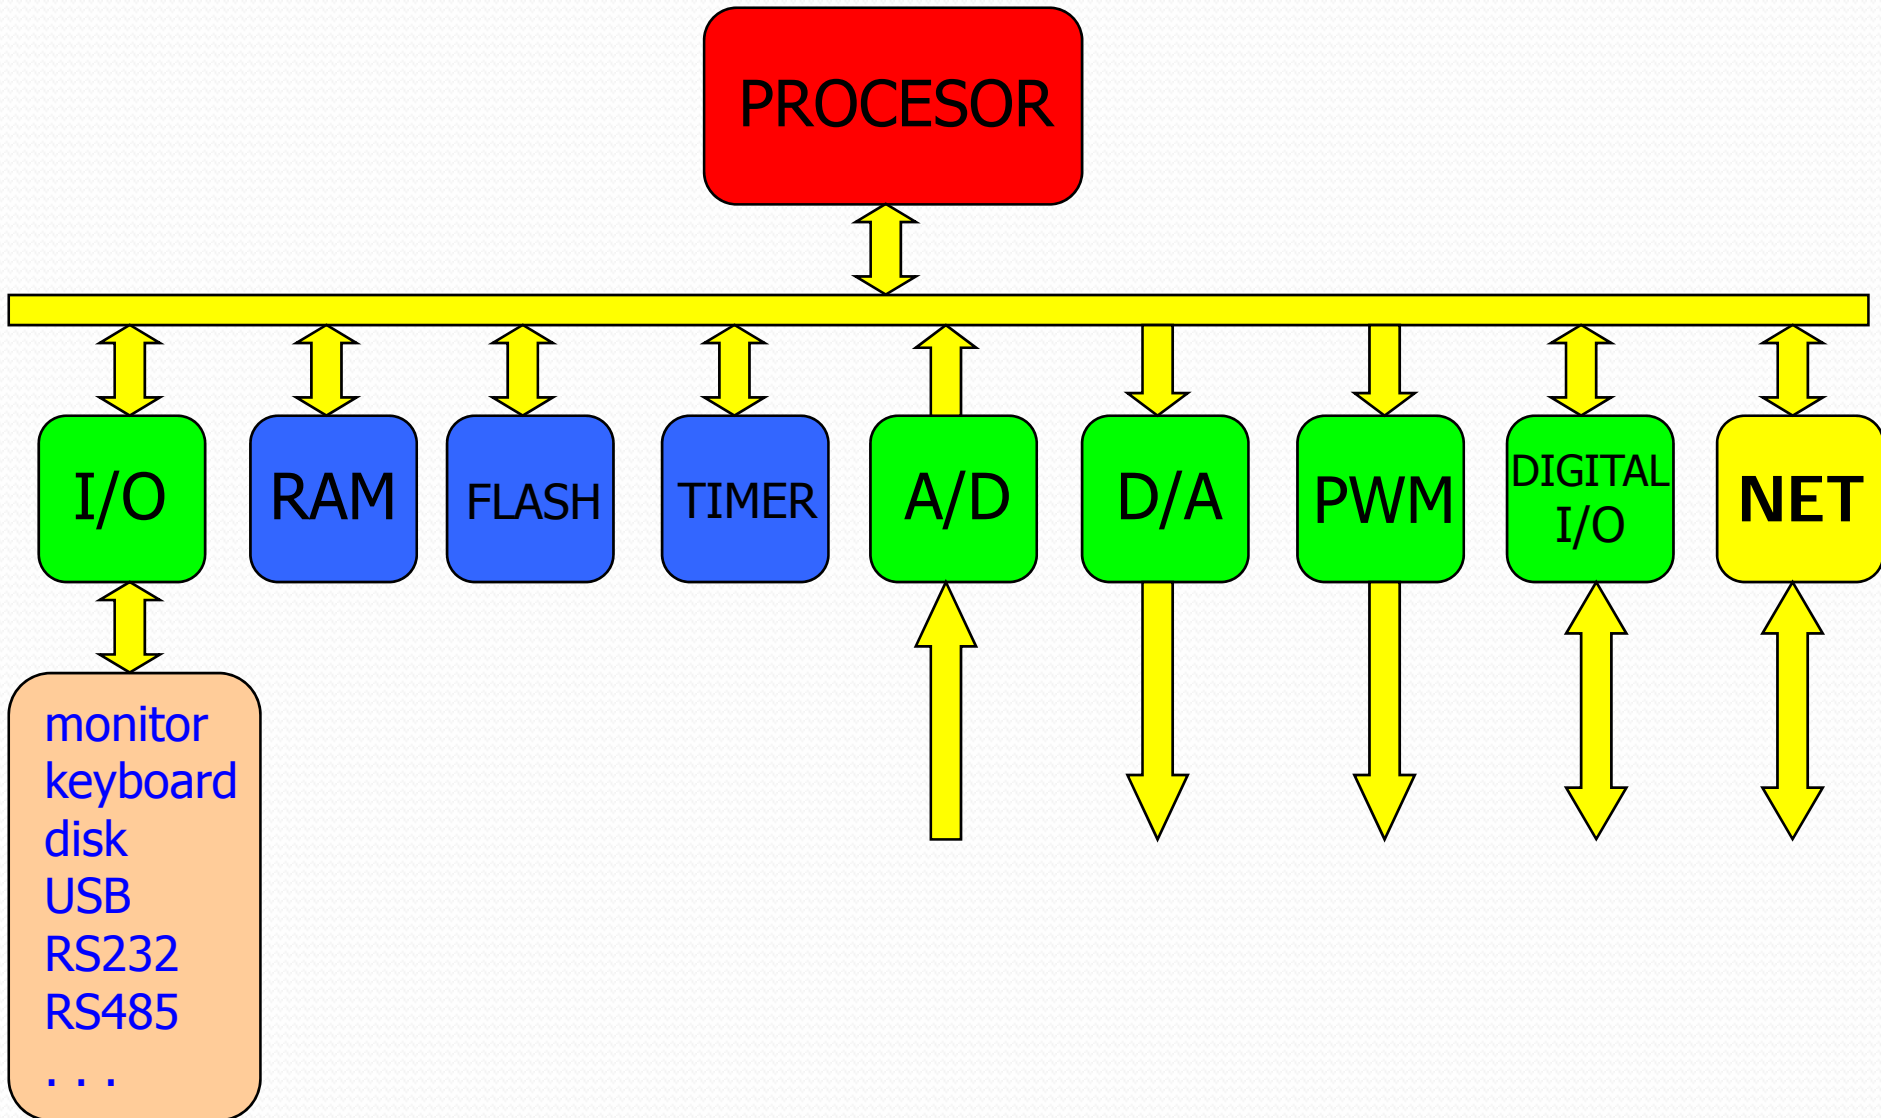 PROCESOR
I/O
RAM
FLASH
TIMER
A/D
D/A
PWM
DIGITAL
I/O
NET
monitor
keyboard
disk
USB
RS232
RS485
. . .